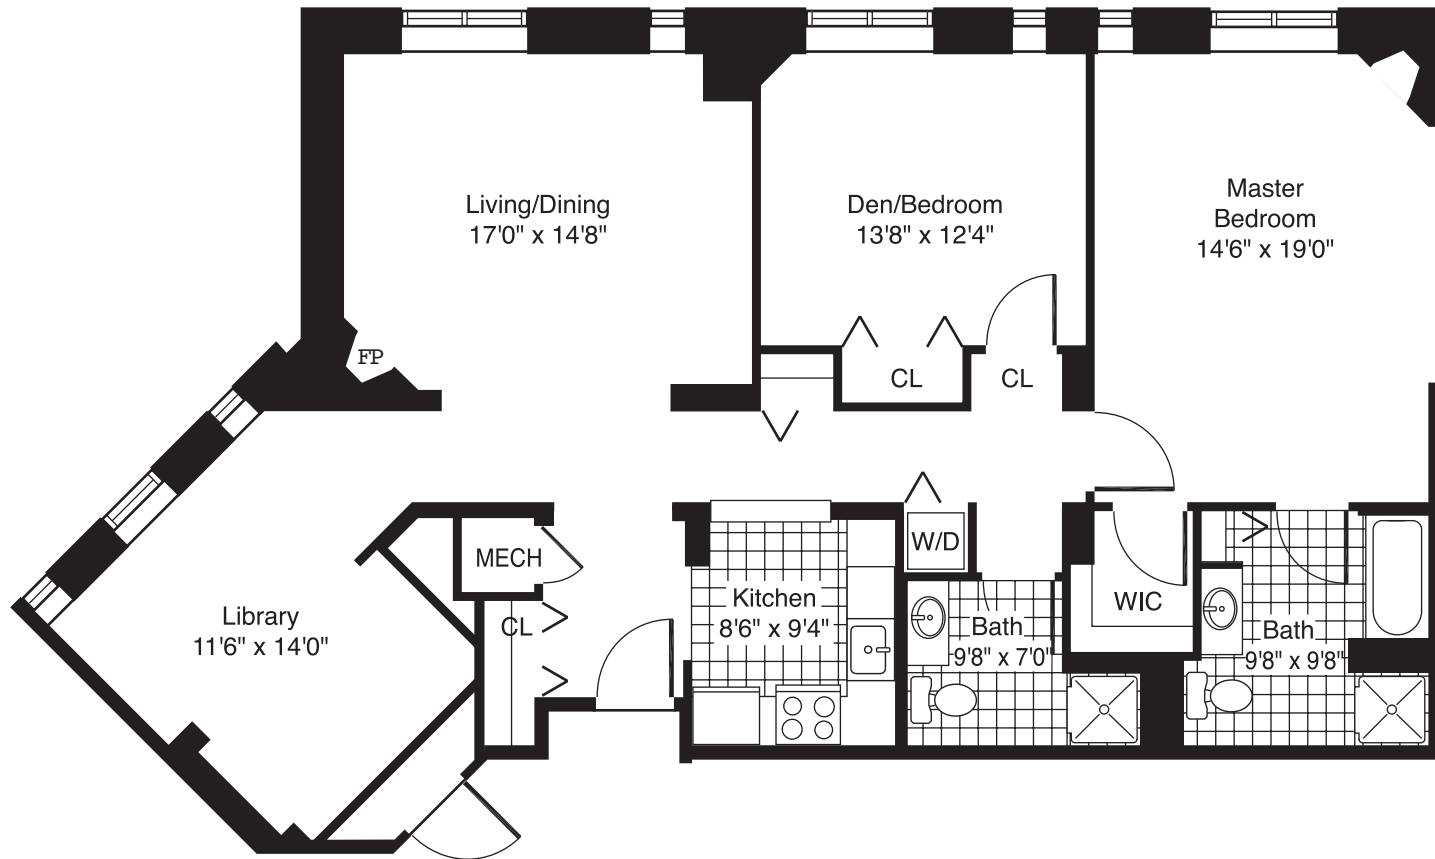 Living/Dining
17'0" x 14'8"
Den/Bedroom
13'8" x 12'4"
Master
Bedroom
14'6" x 19'0"
FP
CL
CL
MECH
W/D
Library
11'6" x 14'0"
CL
Kitchen
8'6" x 9'4"
Bath
9'8" x 7'0"
WIC
Bath
9'8" x 9'8"